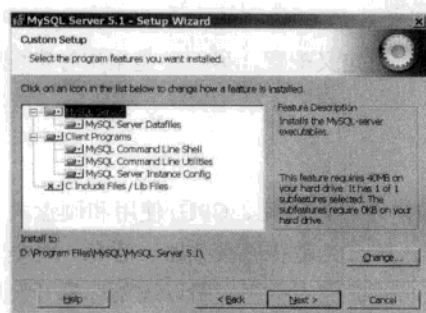 MySQL Server 5.1 - Setup Wizard
Custom Setup
Select the program features you want installed.
Click on an icon in the list below to change how a feature is installed.
MySQL Server
MySQL Server Datafiles
Client Programs
MySQL Command Line Shell
MySQL Command Line Utilities
MySQL Server Instance Config
C Include Files / Lib Files
Feature Description
Installs the MySQL-server
executables.
This feature requires 40MB on
your hard drive. It has 1 of 1
subfeatures selected. The
subfeatures require 0KB on your
hard drive.
Install to:
D:\Program Files\MySQL\MySQL Server 5.1\
Change...
Help
< Back
Next >
Cancel